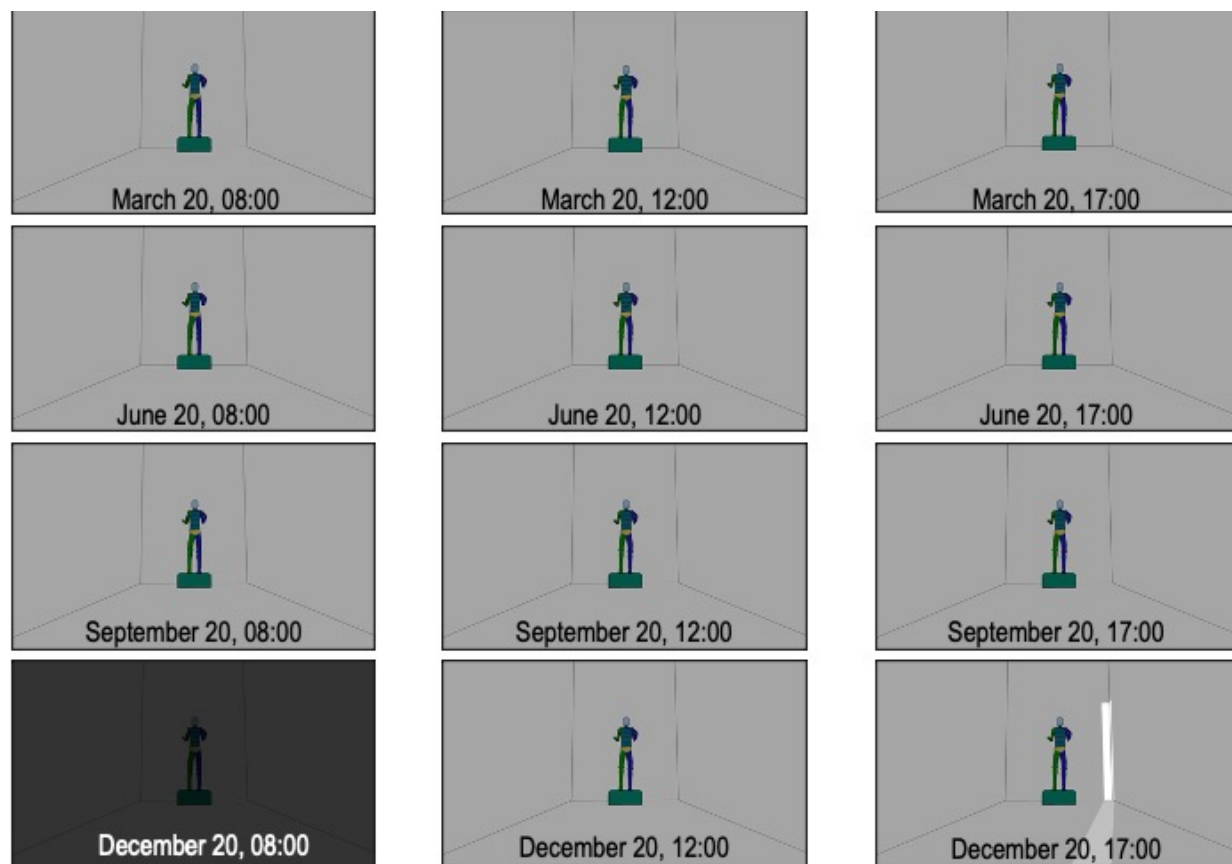 March 20, 08:00
March 20, 12:00
March 20, 17:00
June 20, 08:00
June 20, 12:00
June 20, 17:00
September 20, 08:00
September 20, 12:00
September 20, 17:00
December 20, 08:00
December 20, 12:00
December 20, 17:00